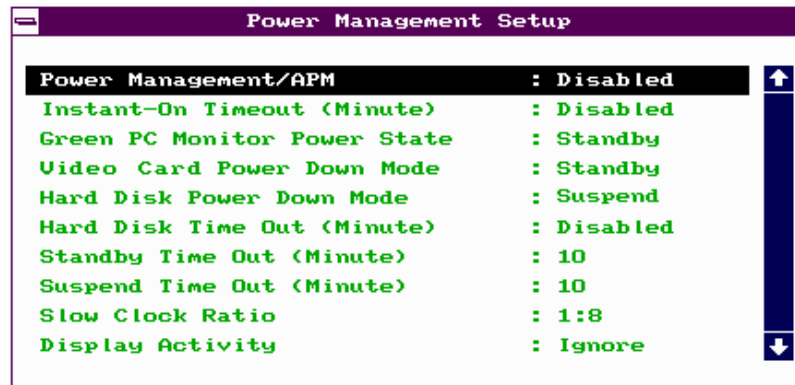 Power Management Setup
Power Management/APM : Disabled
Instant-On Timeout (Minute) : Disabled
Green PC Monitor Power State : Standby
Video Card Power Down Mode : Standby
Hard Disk Power Down Mode : Suspend
Hard Disk Time Out (Minute) : Disabled
Standby Time Out (Minute) : 10
Suspend Time Out (Minute) : 10
Slow Clock Ratio : 1:8
Display Activity : Ignore